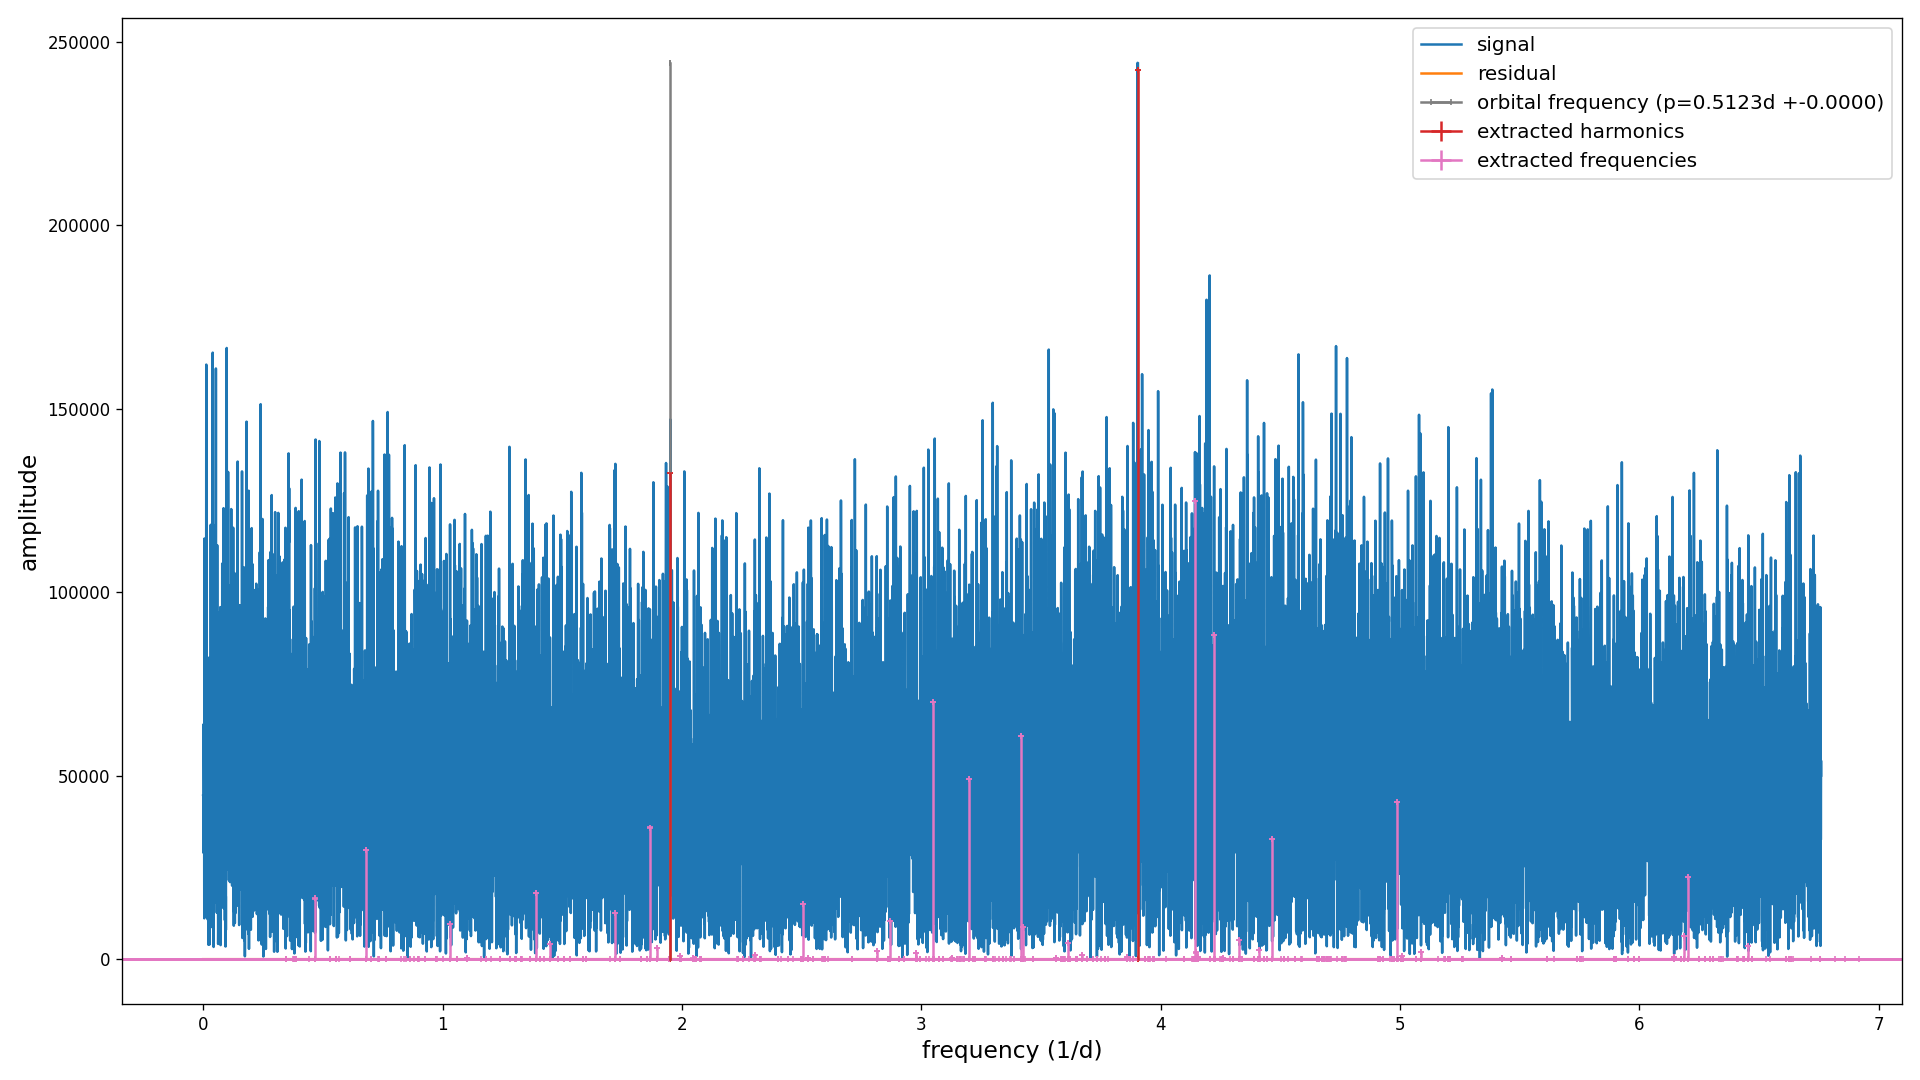 250000
200000
150000
100000
50000
0
amplitude
signal
residual
orbital frequency (p=0.5123d +-0.0000)
extracted harmonics
extracted frequencies
0 1 2 3 4 5 6 7
frequency (1/d)